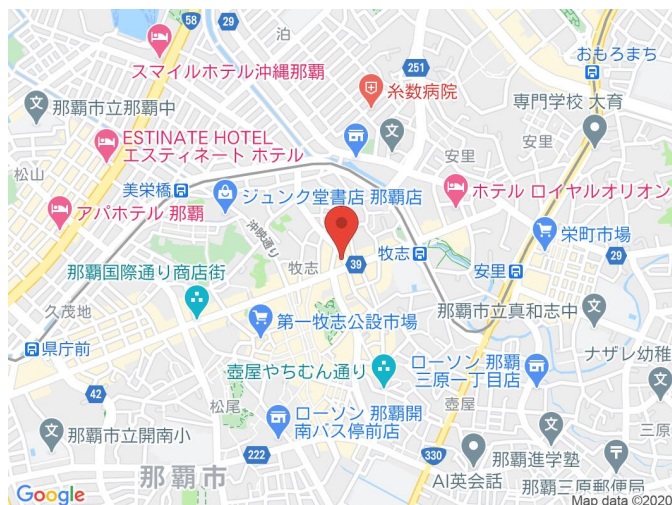 58
29
泊
おもろまち
スマイルホテル沖縄那覇
251
糸数病院
専門学校 大育
那覇市立那覇中
ESTINATE HOTEL
エスティネート ホテル
安里
安里
松山
美栄橋
ジュンク堂書店 那覇店
ホテル ロイヤルオリオン
アパホテル 那覇
沖映通り
栄町市場
牧志
39
牧志
安里
29
那覇国際通り商店街
久茂地
那覇市立真和志中
第一牧志公設市場
県庁前
ナザレ幼稚
壺屋やちむん通り
ローソン 那覇
三原一丁目店
42
松尾
壺屋
三原
ローソン 那覇開
南バス停前店
那覇市立開南小
222
330
那覇進学塾
那覇市
AI英会話
那覇三原郵便局
Google
Map data ©2020